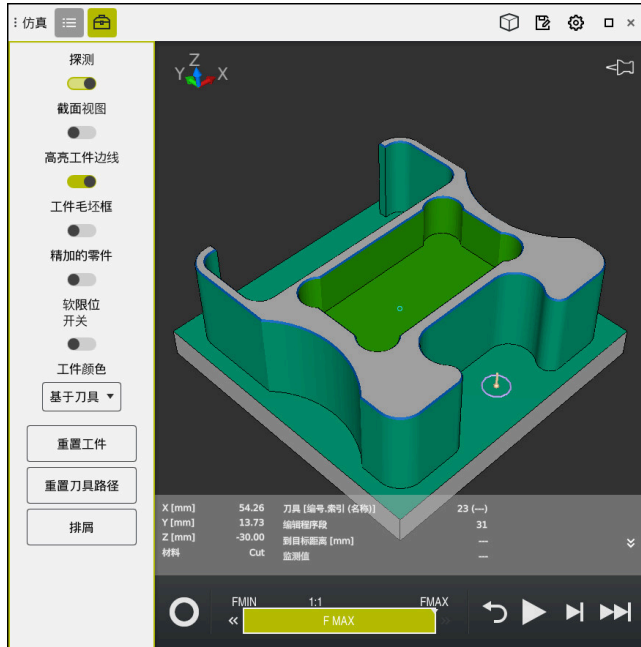 仿真
探测
截面视图
高亮工件边线
工件毛坯框
精加的零件
软限位
开关
工件颜色
基于刀具
重置工件
重置刀具路径
排屑
Z
Y X
X [mm] 54.26 刀具 [编号.索引 (名称)] 23 (---)
Y [mm] 13.73 编辑程序段 31
Z [mm] -30.00 到目标距离 [mm] ---
材料 Cut 监测值 ---
FMIN 1:1 FMAX
F MAX